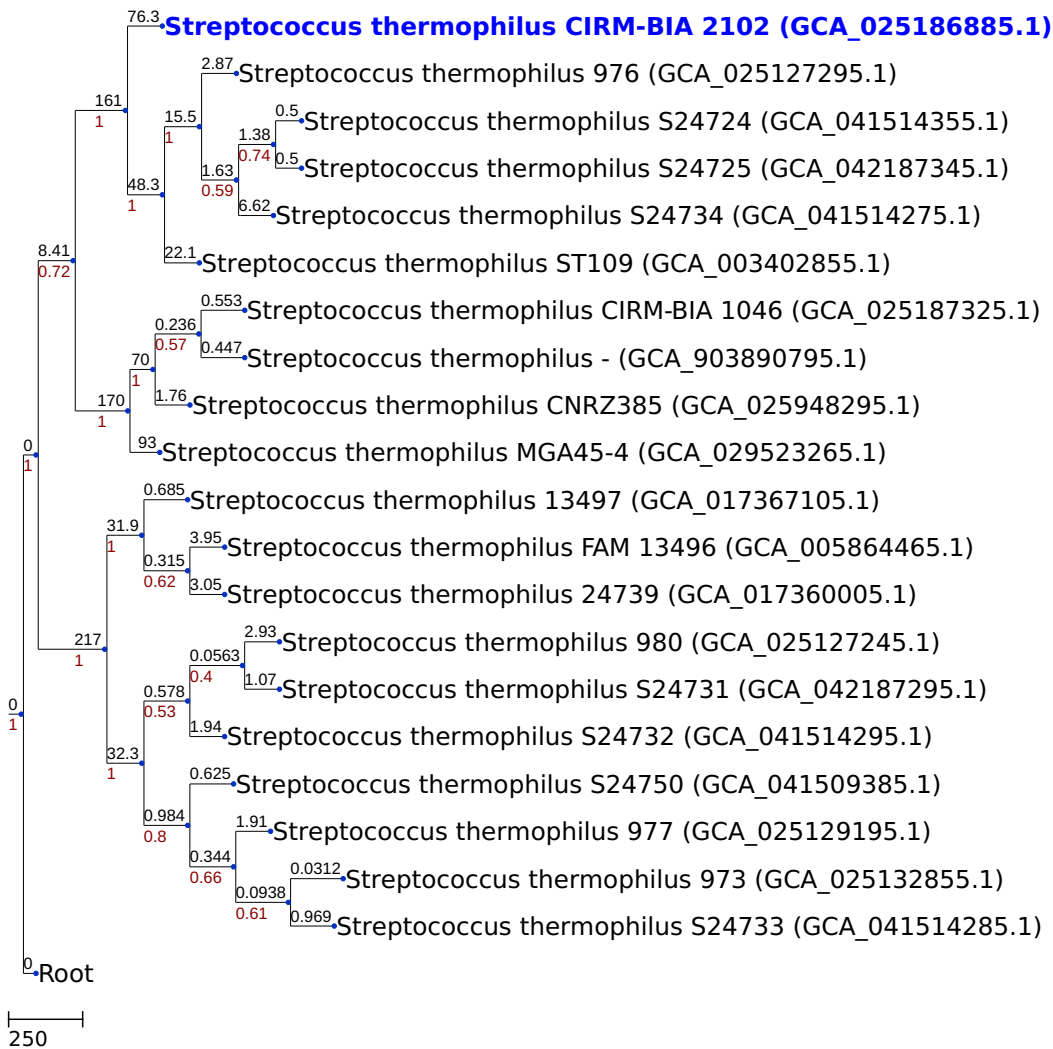 76.3 Streptococcus thermophilus CIRM-BIA 2102 (GCA_025186885.1)
2.87 Streptococcus thermophilus 976 (GCA_025127295.1)
161
1
0.5 Streptococcus thermophilus S24724 (GCA_041514355.1)
15.5
1
1.38
0.74
0.5 Streptococcus thermophilus S24725 (GCA_042187345.1)
1.63
0.59
48.3
1
6.62 Streptococcus thermophilus S24734 (GCA_041514275.1)
22.1 Streptococcus thermophilus ST109 (GCA_003402855.1)
8.41
0.72
0.553 Streptococcus thermophilus CIRM-BIA 1046 (GCA_025187325.1)
0.236
0.57
0.447 Streptococcus thermophilus - (GCA_903890795.1)
70
1
1.76 Streptococcus thermophilus CNRZ385 (GCA_025948295.1)
170
1
93 Streptococcus thermophilus MGA45-4 (GCA_029523265.1)
0
1
0.685 Streptococcus thermophilus 13497 (GCA_017367105.1)
31.9
1
3.95 Streptococcus thermophilus FAM 13496 (GCA_005864465.1)
0.315
0.62
3.05 Streptococcus thermophilus 24739 (GCA_017360005.1)
217
1
2.93 Streptococcus thermophilus 980 (GCA_025127245.1)
0.0563
0.4
1.07 Streptococcus thermophilus S24731 (GCA_042187295.1)
0.578
0.53
1.94 Streptococcus thermophilus S24732 (GCA_041514295.1)
0
1
32.3
1
0.625 Streptococcus thermophilus S24750 (GCA_041509385.1)
0.984
0.8
1.91 Streptococcus thermophilus 977 (GCA_025129195.1)
0.344
0.66
0.0312 Streptococcus thermophilus 973 (GCA_025132855.1)
0.0938
0.61
0.969 Streptococcus thermophilus S24733 (GCA_041514285.1)
0 Root
250